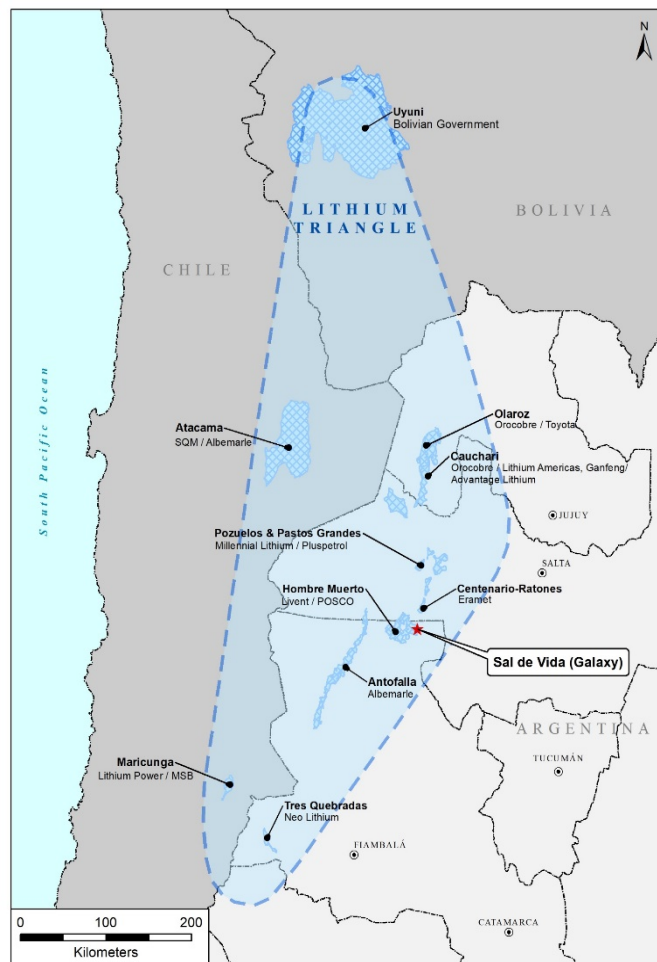 N
Uyuni
Bolivian Government
LITHIUM
TRIANGLE
BOLIVIA
CHILE
South Pacific Ocean
Atacama
SQM / Albemarle
Olaroz
Orocobre / Toyota
Cauchari
Orocobre / Lithium Americas, Ganfeng/
Advantage Lithium
JUJUY
Pozuelos & Pastos Grandes
Millennial Lithium / Pluspetrol
SALTA
Hombre Muerto
Livent / POSCO
Centenario-Ratones
Eramet
Sal de Vida (Galaxy)
Antofalla
Albemarle
ARGENTINA
Maricunga
Lithium Power / MSB
TUCUMÁN
Tres Quebradas
Neo Lithium
FIAMBALÁ
CATAMARCA
0 100 200
Kilometers